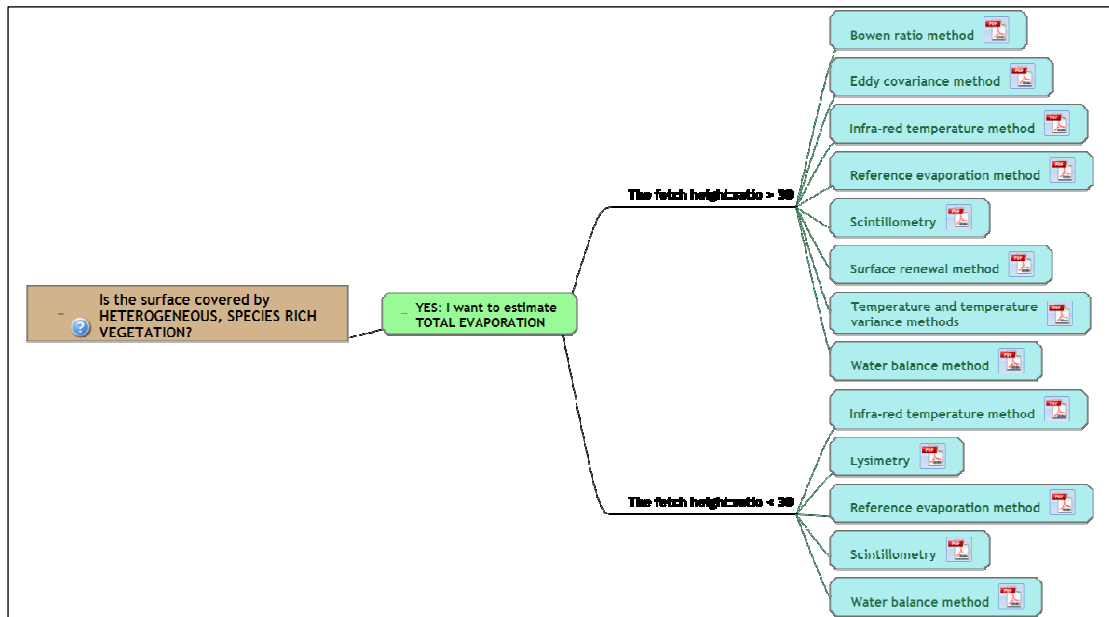 Is the surface covered by
HETEROGENEOUS, SPECIES RICH
VEGETATION?
YES: I want to estimate
TOTAL EVAPORATION
The fetch height:ratio > 30
Bowen ratio method
Eddy covariance method
Infra-red temperature method
Reference evaporation method
Scintillometry
Surface renewal method
Temperature and temperature
variance methods
Water balance method
The fetch height:ratio < 30
Infra-red temperature method
Lysimetry
Reference evaporation method
Scintillometry
Water balance method